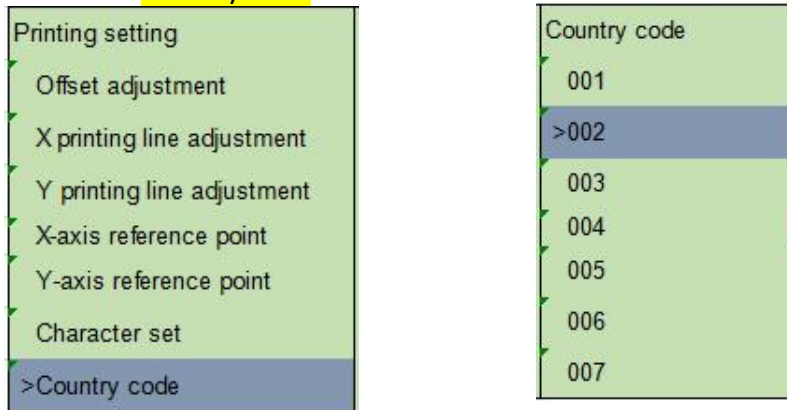 Printing setting
Offset adjustment
X printing line adjustment
Y printing line adjustment
X-axis reference point
Y-axis reference point
Character set
>Country code
Country code
001
>002
003
004
005
006
007